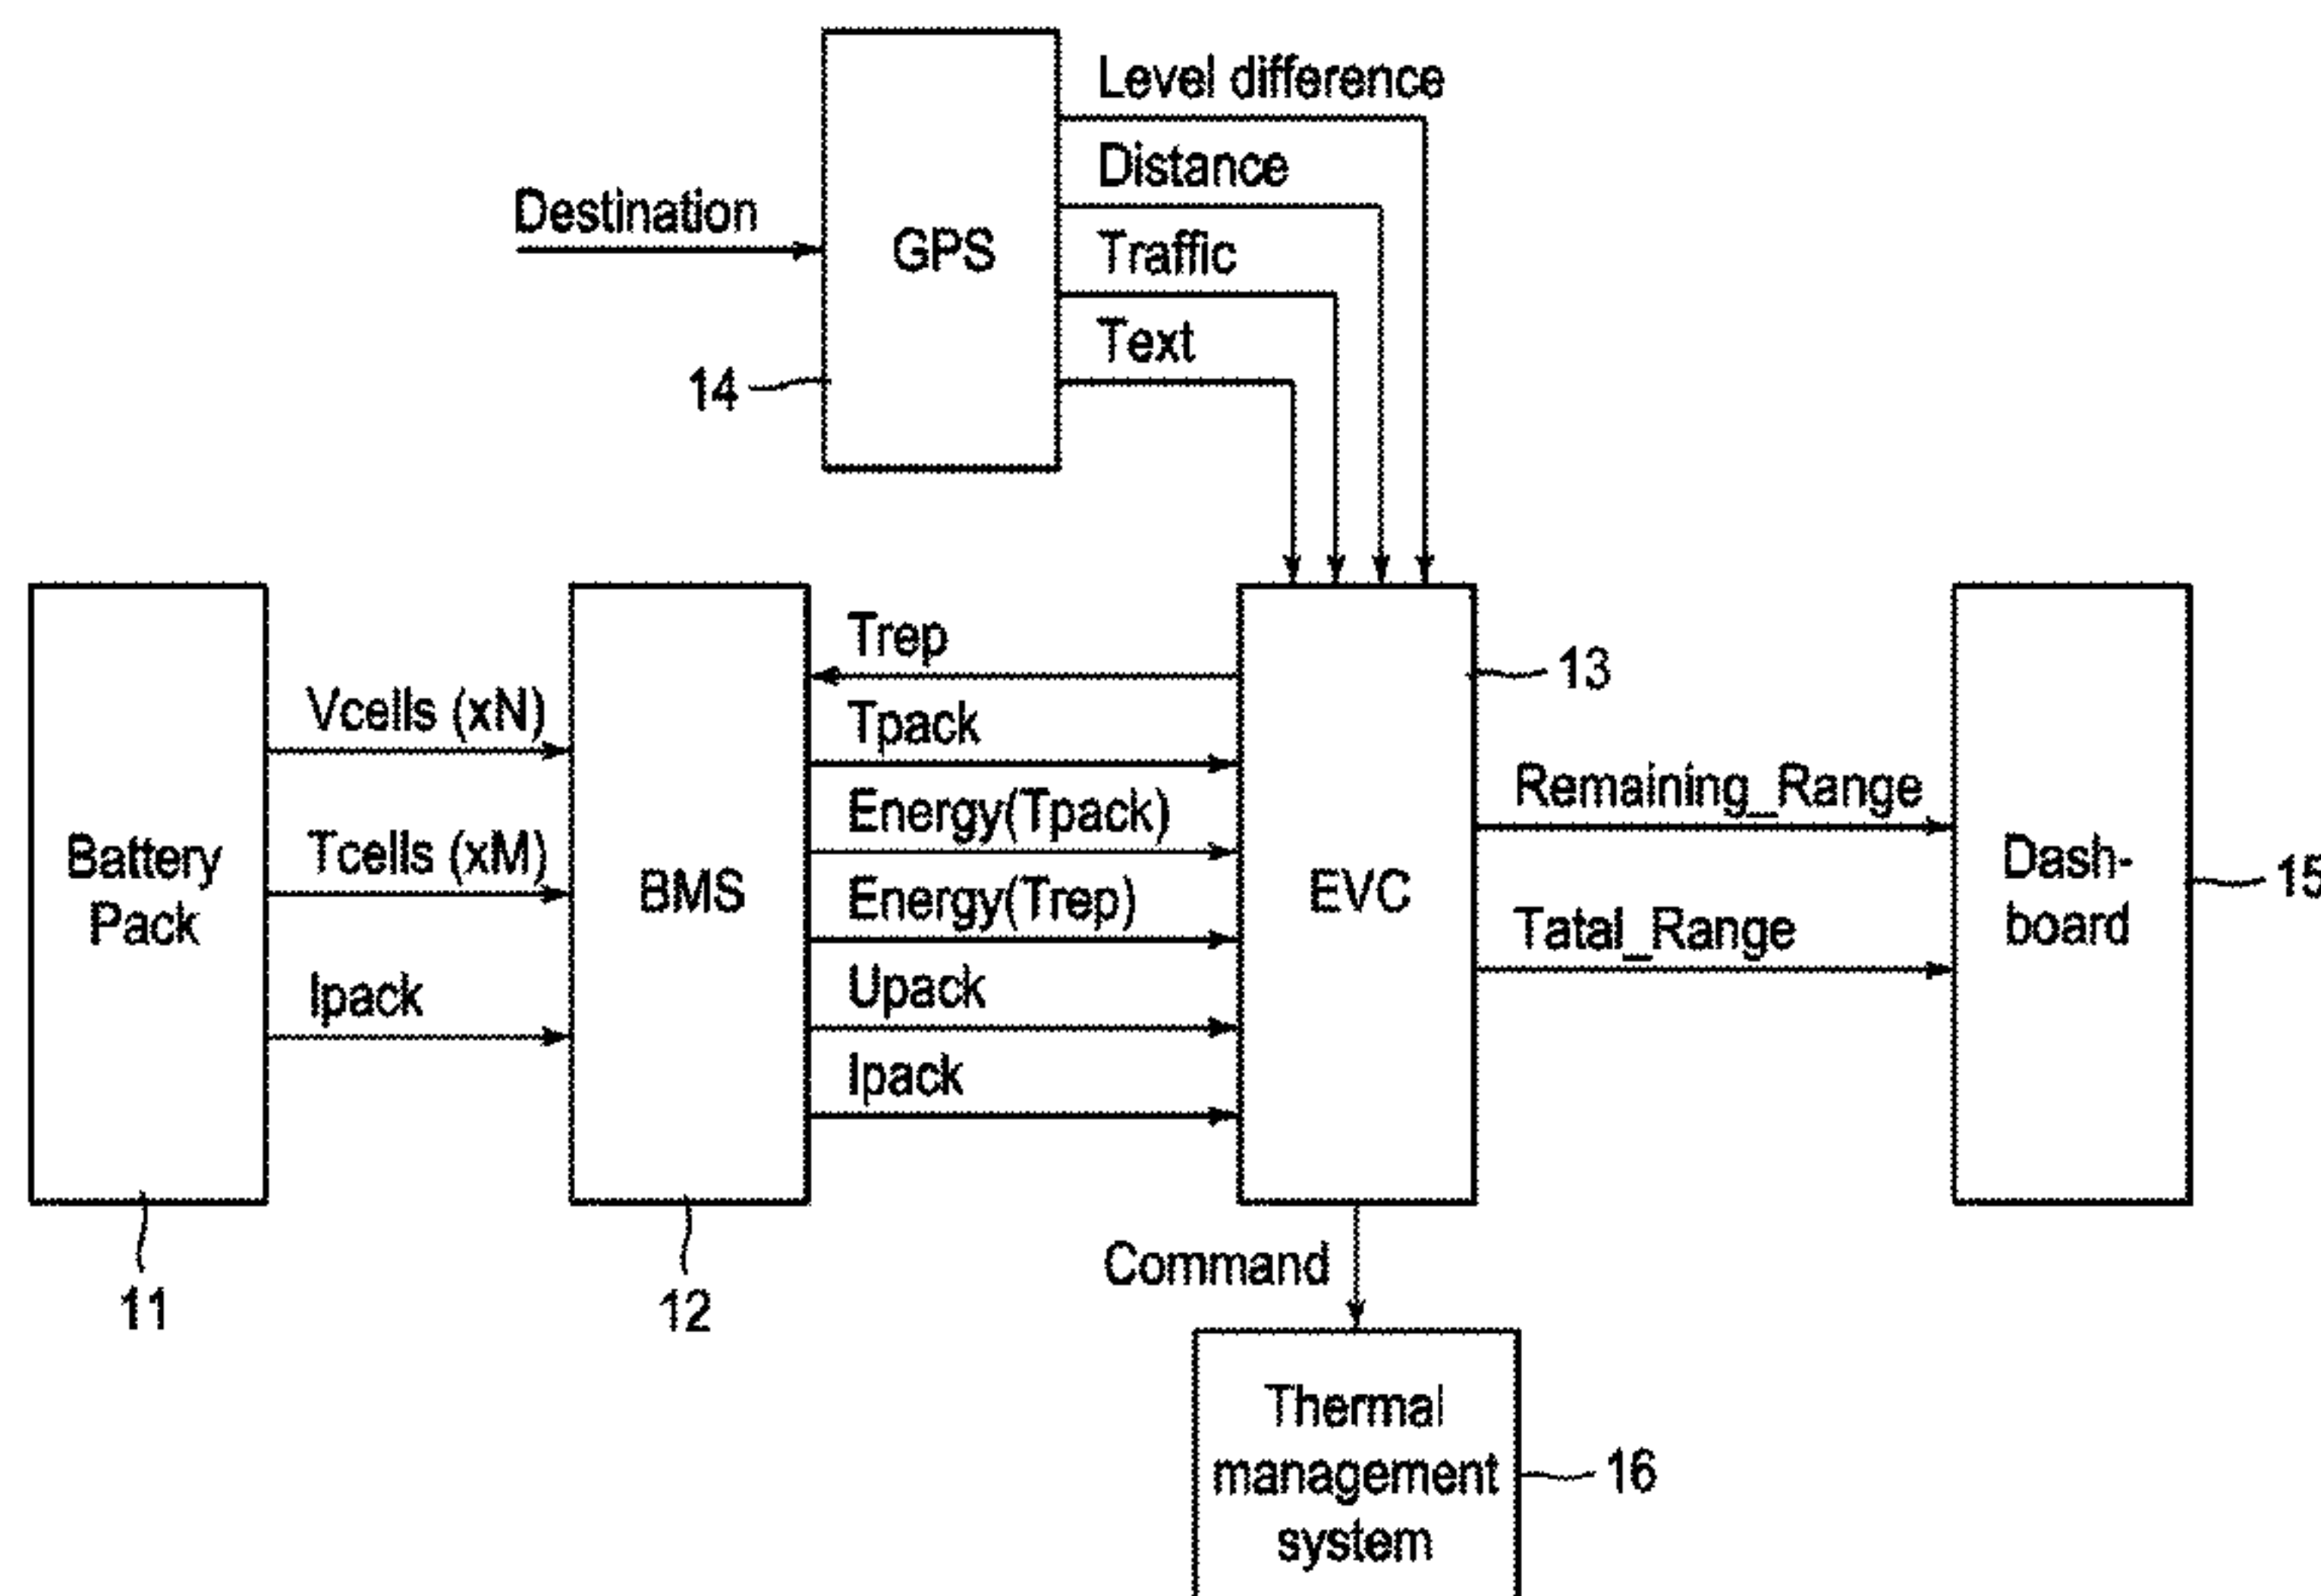 Level difference
Distance
Destination
GPS
Traffic
Text
14
Trep
13
Vcells (xN)
Tpack
Remaining_Range
Energy(Tpack)
Battery
Pack
Tcells (xM)
BMS
Energy(Trep)
EVC
Dash-
board
15
Tatal_Range
Ipack
Upack
Ipack
Command
11
12
Thermal
management
system
16